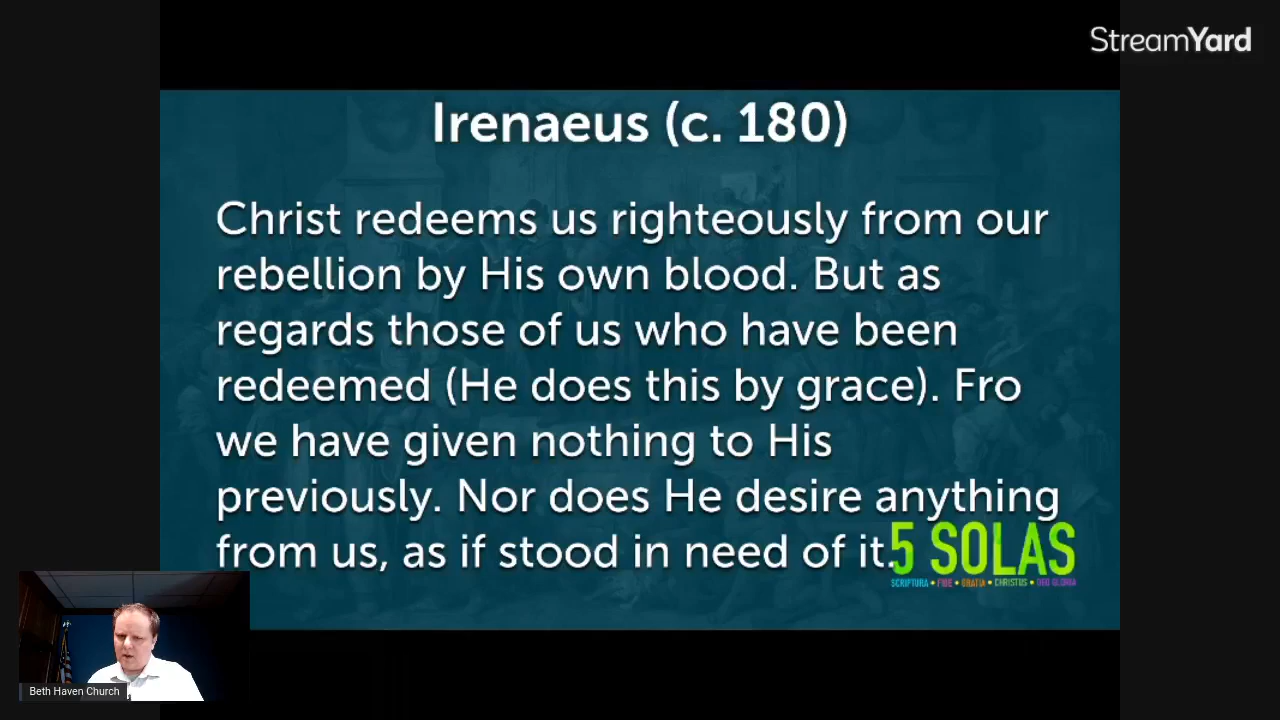 StreamYard
Irenaeus (c. 180)
Christ redeems us righteously from our
rebellion by His own blood. But as
regards those of us who have been
redeemed (He does this by grace). Fro
we have given nothing to His
previously. Nor does He desire anything
from us, as if stood in need of it.
5 SOLAS
SCRIPTURA • FIDE • GRATIA • CHRISTUS • DEO GLORIA
Beth Haven Church